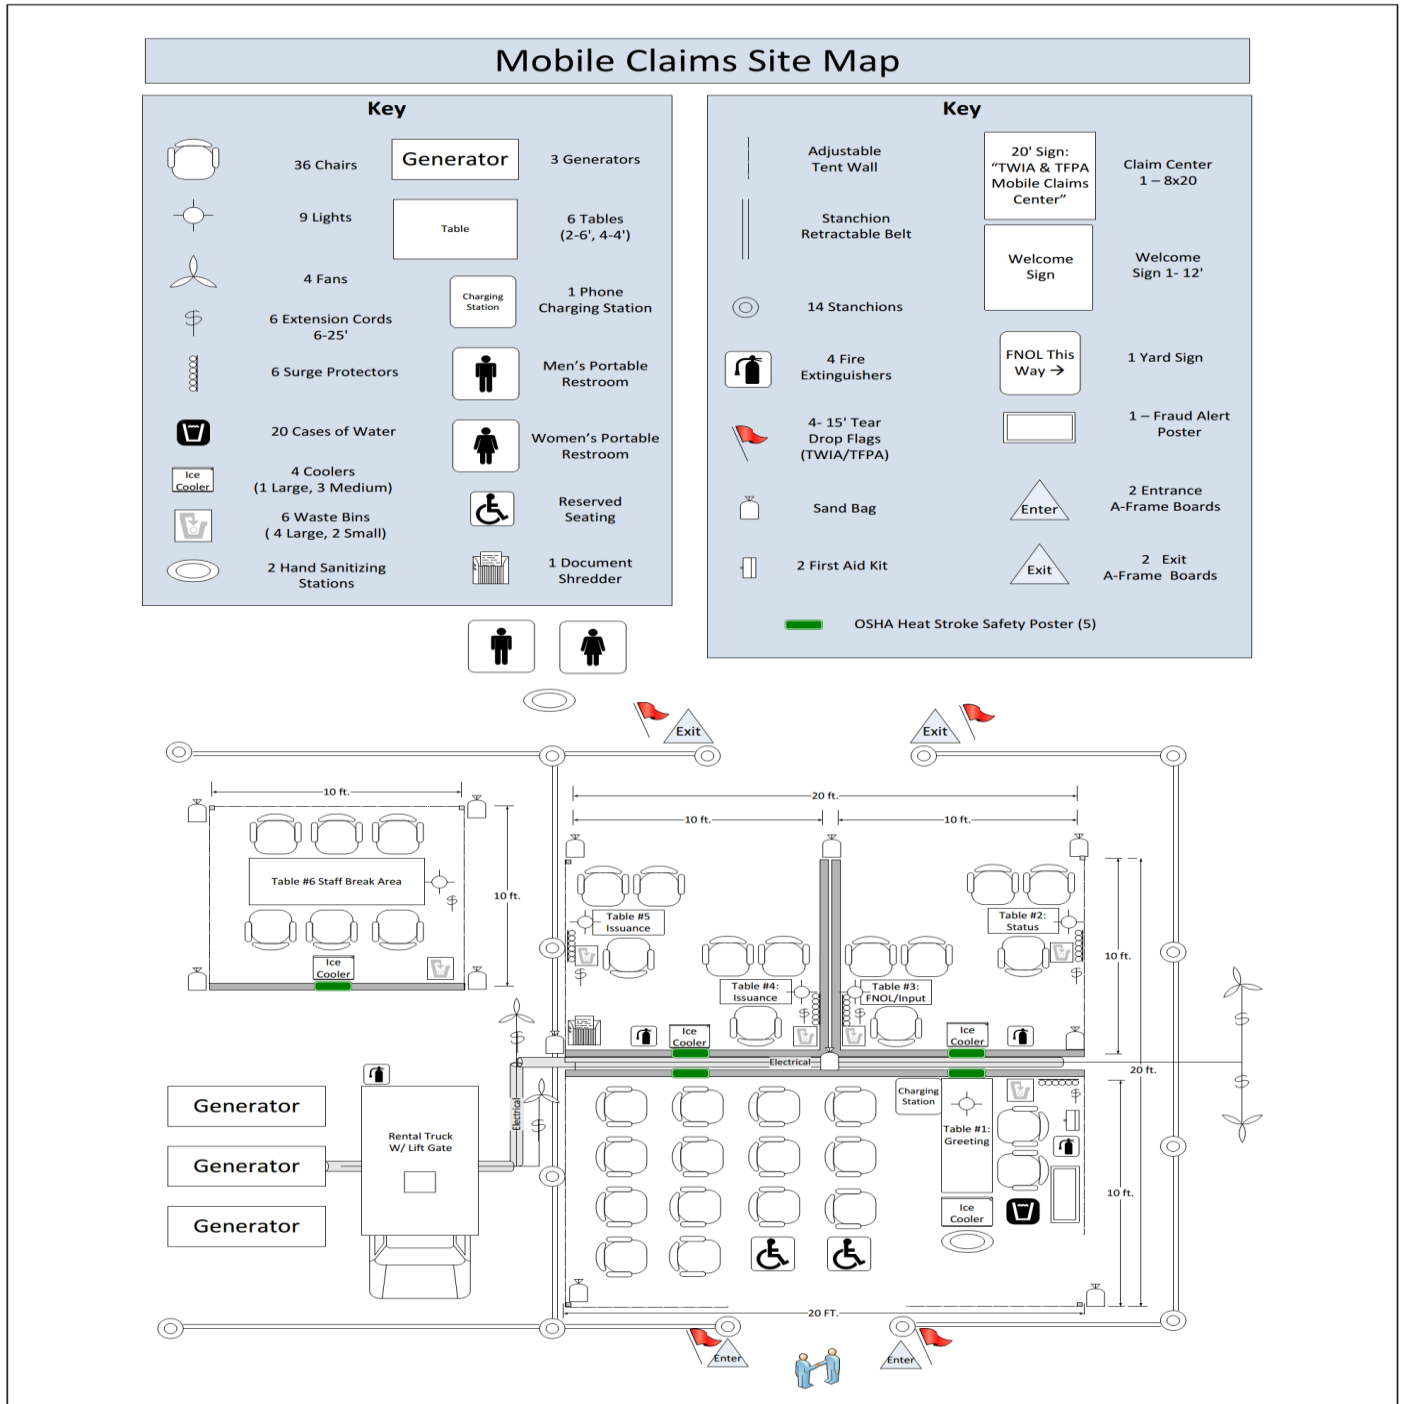 Mobile Claims Site Map
Key
36 Chairs
Generator
3 Generators
9 Lights
Table
6 Tables
(2-6', 4-4')
4 Fans
Charging
Station
1 Phone
Charging Station
6 Extension Cords
6-25'
6 Surge Protectors
Men's Portable
Restroom
20 Cases of Water
Women's Portable
Restroom
Ice
Cooler
4 Coolers
(1 Large, 3 Medium)
Reserved
Seating
6 Waste Bins
( 4 Large, 2 Small)
2 Hand Sanitizing
Stations
1 Document
Shredder
Key
Adjustable
Tent Wall
20' Sign:
“TWIA & TFPA
Mobile Claims
Center”
Claim Center
1 – 8x20
Stanchion
Retractable Belt
Welcome
Sign
Welcome
Sign 1- 12'
14 Stanchions
4 Fire
Extinguishers
FNOL This
Way →
1 Yard Sign
4- 15' Tear
Drop Flags
(TWIA/TFPA)
1 – Fraud Alert
Poster
Sand Bag
Enter
2 Entrance
A-Frame Boards
2 First Aid Kit
Exit
2 Exit
A-Frame Boards
OSHA Heat Stroke Safety Poster (5)
Exit
Exit
10 ft.
20 ft.
10 ft.
10 ft.
Table #6 Staff Break Area
10 ft.
Ice
Cooler
Table #5
Issuance
Table #2:
Status
10 ft.
Table #4:
Issuance
Table #3:
FNOL/Input
Ice
Cooler
Ice
Cooler
Electrical
20 ft.
Electrical
Generator
Generator
Generator
Rental Truck
W/ Lift Gate
Charging
Station
Table #1:
Greeting
10 ft.
Ice
Cooler
20 FT.
Enter
Enter